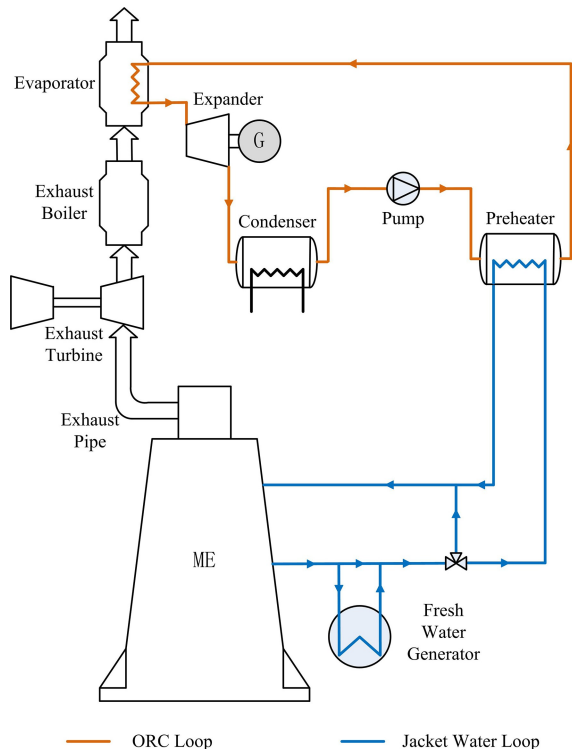 Evaporator
Expander
G
Exhaust
Boiler
Condenser
Pump
Preheater
Exhaust
Turbine
Exhaust
Pipe
ME
Fresh
Water
Generator
ORC Loop
Jacket Water Loop